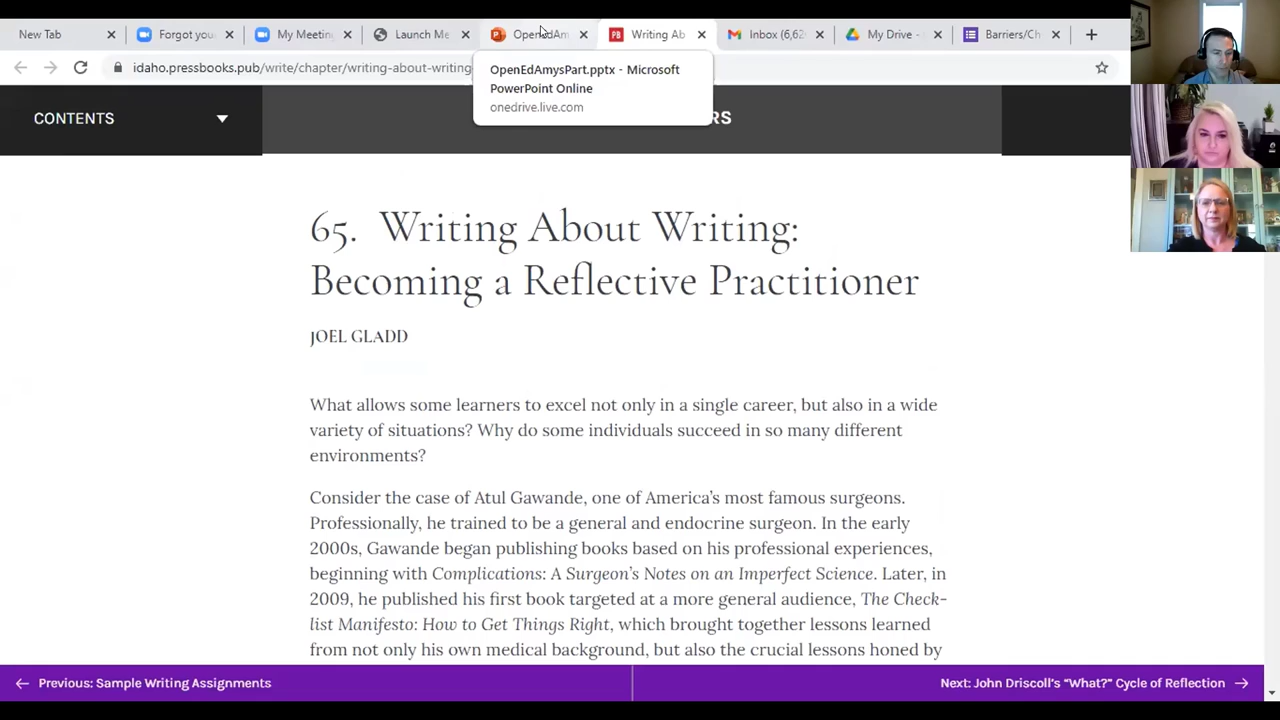 New Tab
Forgot you
My Meeting
Launch Me
OpenEdAm
Writing Ab
Inbox (6,62
My Drive -
Barriers/Ch
idaho.pressbooks.pub/write/chapter/writing-about-writing
OpenEdAmysPart.pptx - Microsoft
PowerPoint Online
onedrive.live.com
CONTENTS
RS
65. Writing About Writing:
Becoming a Reflective Practitioner
JOEL GLADD
What allows some learners to excel not only in a single career, but also in a wide
variety of situations? Why do some individuals succeed in so many different
environments?
Consider the case of Atul Gawande, one of America’s most famous surgeons.
Professionally, he trained to be a general and endocrine surgeon. In the early
2000s, Gawande began publishing books based on his professional experiences,
beginning with Complications: A Surgeon’s Notes on an Imperfect Science. Later, in
2009, he published his first book targeted at a more general audience, The Check-
list Manifesto: How to Get Things Right, which brought together lessons learned
from not only his own medical background, but also the crucial lessons honed by
Previous: Sample Writing Assignments
Next: John Driscoll’s “What?” Cycle of Reflection